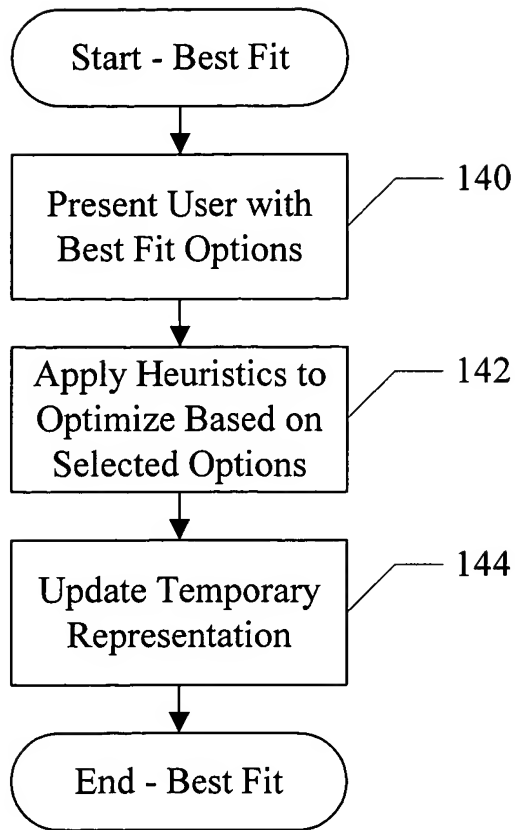 Start - Best Fit
Present User with
Best Fit Options
140
Apply Heuristics to
Optimize Based on
Selected Options
142
Update Temporary
Representation
144
End - Best Fit